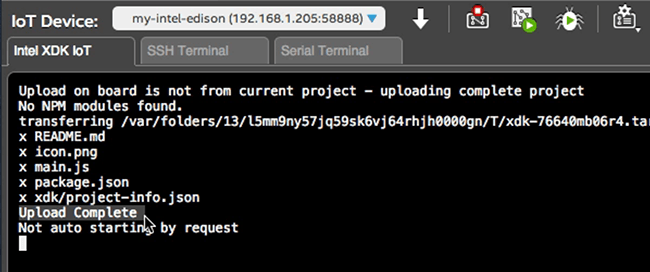 IoT Device: my-intel-edison (192.168.1.205:58888)
Intel XDK IoT SSH Terminal Serial Terminal
Upload on board is not from current project - uploading complete project
No NPM modules found.
transferring /var/folders/13/l5mm9ny57jq59sk6vj64rhjh0000gn/T/xdk-76640mb06r4.tar
x README.md
x icon.png
x main.js
x package.json
x xdk/project-info.json
Upload Complete
Not auto starting by request